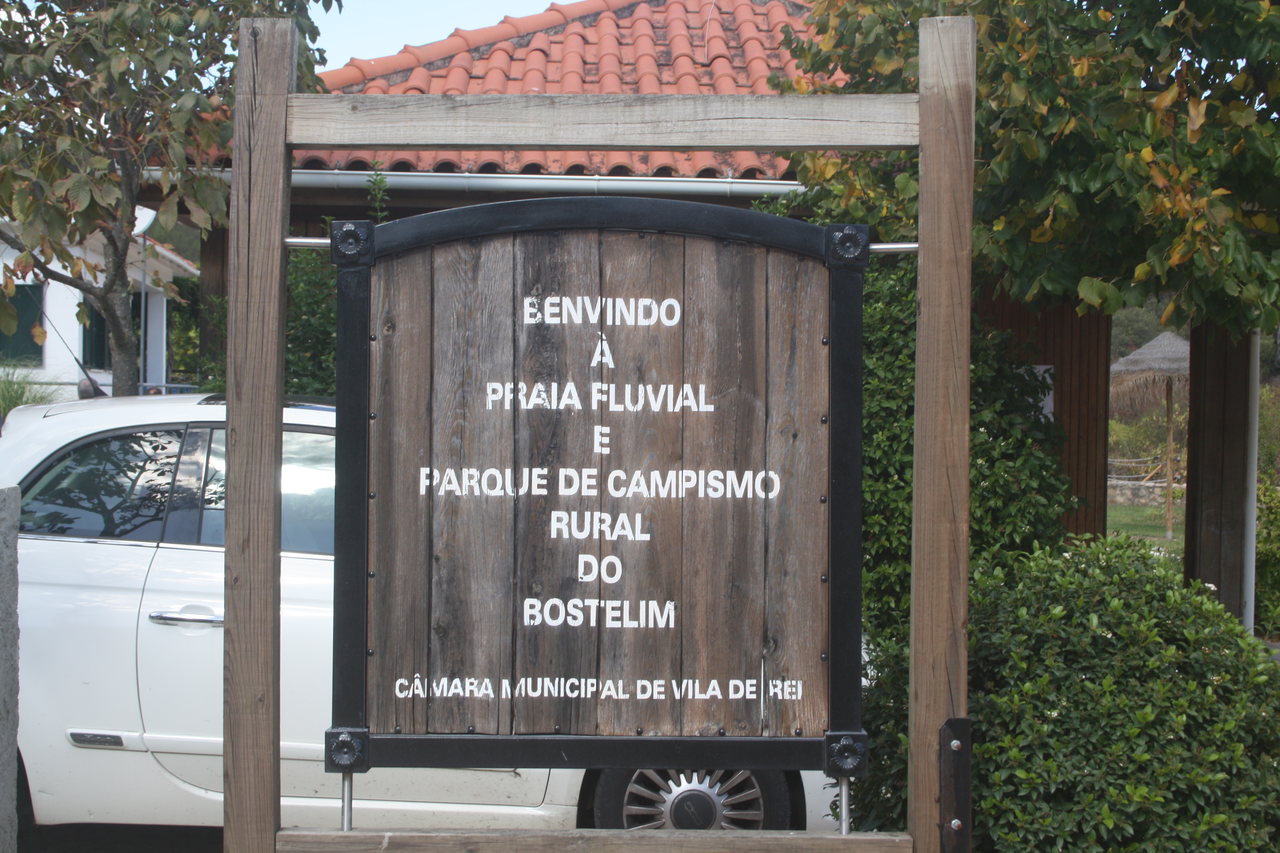 BENVINDO
À
PRAIA FLUVIAL
E
PARQUE DE CAMPISMO
RURAL
DO
BOSTELIM
CÂMARA MUNICIPAL DE VILA DE REI